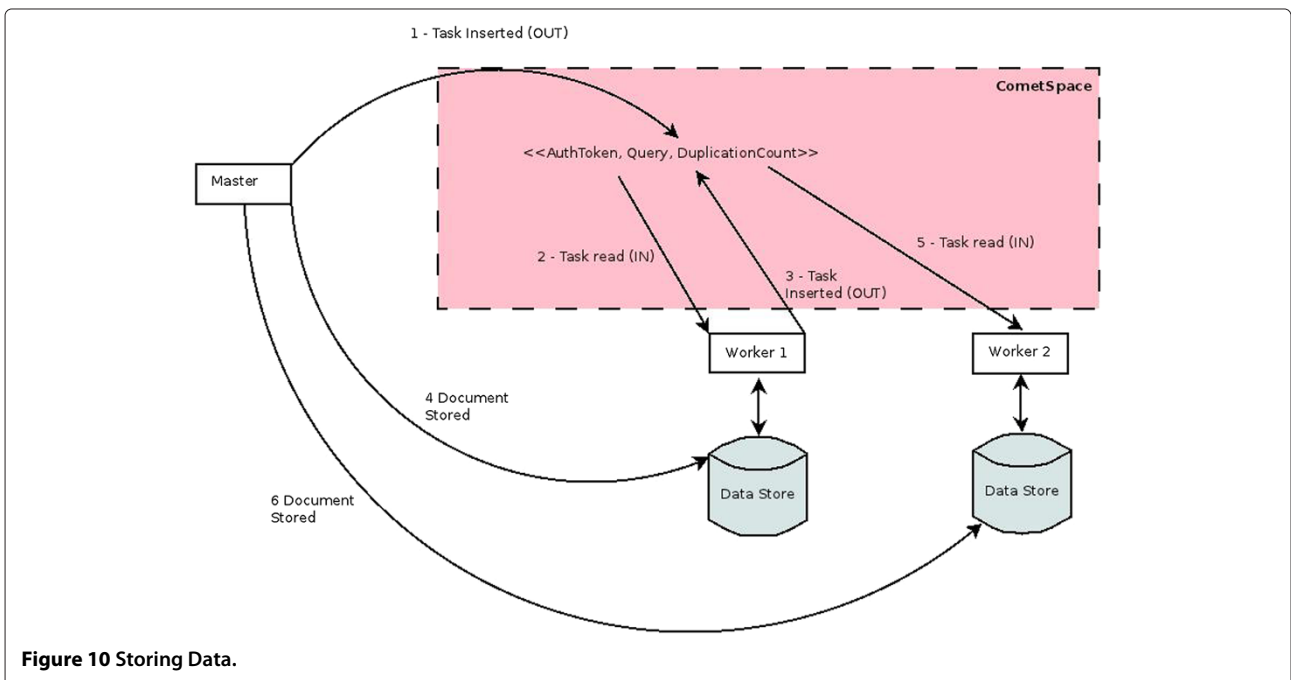 1 - Task Inserted (OUT)
CometSpace
<<AuthToken, Query, DuplicationCount>>
Master
2 - Task read (IN)
5 - Task read (IN)
3 - Task
Inserted (OUT)
Worker 1
Worker 2
4 Document
Stored
6 Document
Stored
Data Store
Data Store
Figure 10 Storing Data.